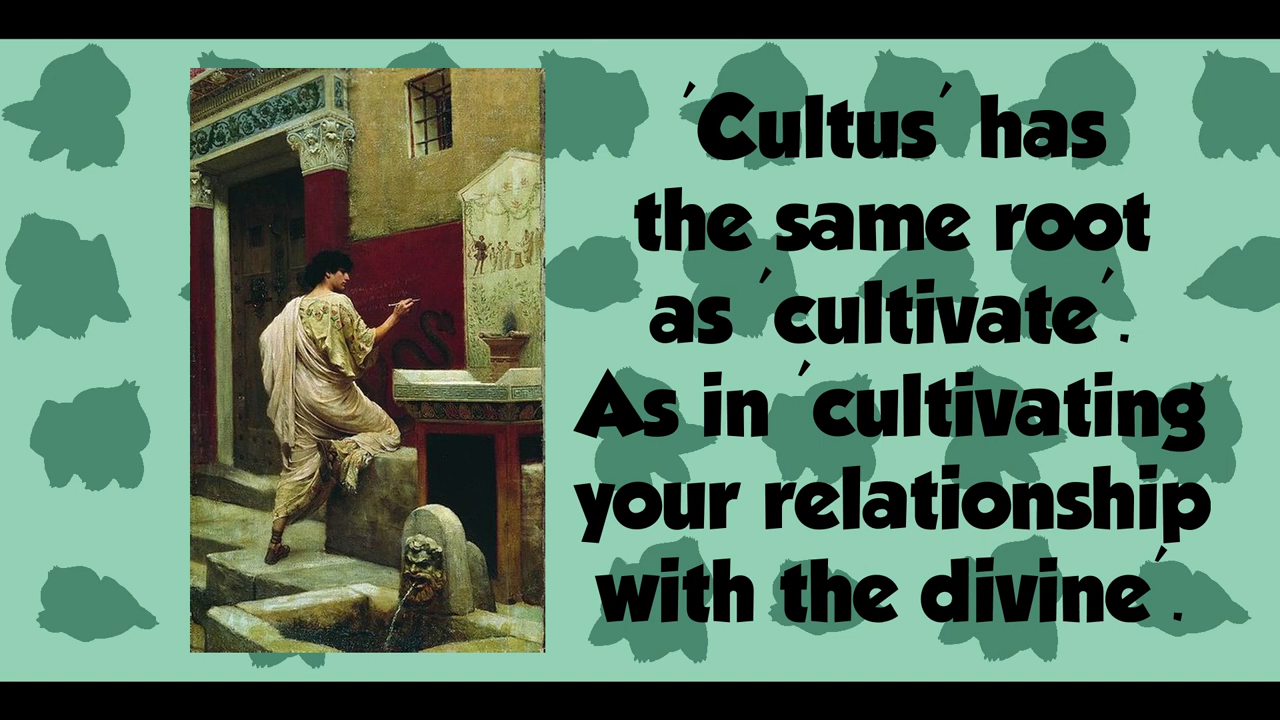 'Cultus' has
the same root
as 'cultivate'.
As in 'cultivating
your relationship
with the divine'.